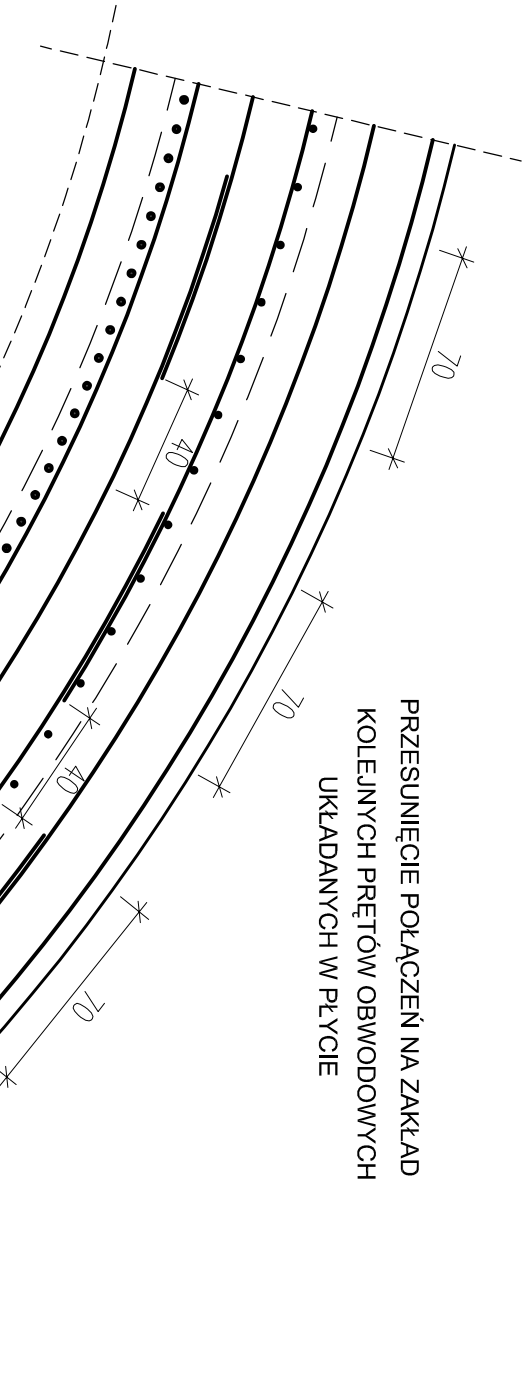 PRZESUNIĘCIE POŁĄCZEŃ NA ZAKŁAD
KOLEJNYCH PRĘTÓW OBWODOWYCH
UKŁADANYCH W PŁYCIE
70
40
70
40
70